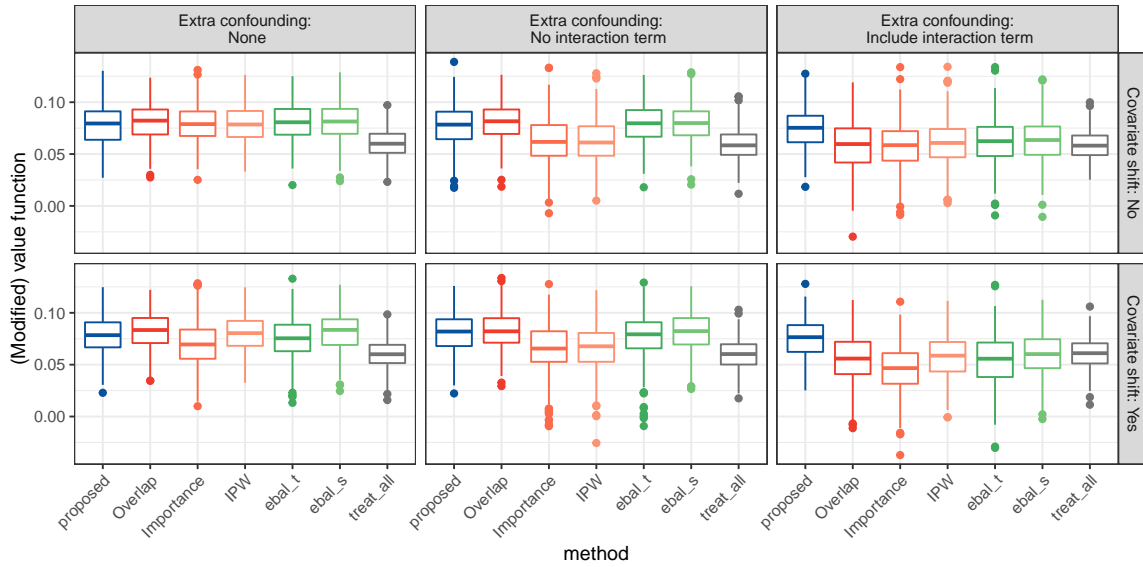 Extra confounding:
None
Extra confounding:
No interaction term
Extra confounding:
Include interaction term
(Modified) value function
0.10
0.05
0.00
Covariate shift: No
0.10
0.05
0.00
Covariate shift: Yes
proposed
Overlap
Importance
IPW
ebal_t
ebal_s
treat_all
proposed
Overlap
Importance
IPW
ebal_t
ebal_s
treat_all
proposed
Overlap
Importance
IPW
ebal_t
ebal_s
treat_all
method